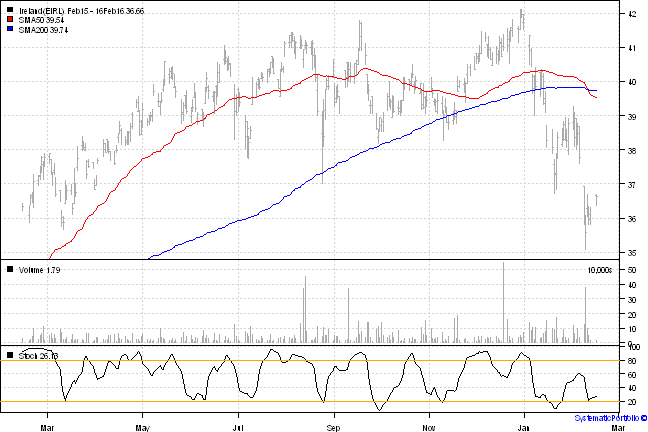 Ireland(EIRL) Feb15 - 16Feb16 36.66
SMA50 39.54
SMA200 39.74
42
41
40
39
38
37
36
35
Volume 1.79
10,000s
50
40
30
20
10
0
Stoch 26.13
100
80
60
40
20
Mar
May
Jul
Sep
Nov
Jan
Mar
SystematicPortfolio ©